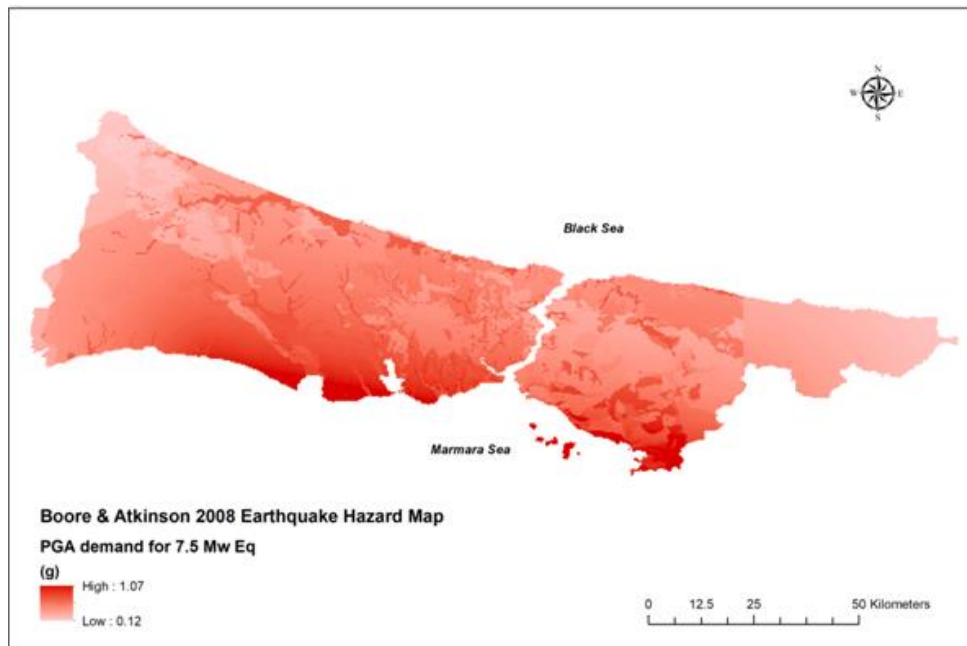 N
W E
S
Black Sea
Marmara Sea
Boore & Atkinson 2008 Earthquake Hazard Map
PGA demand for 7.5 Mw Eq
(g)
High : 1.07
Low : 0.12
0 12.5 25 50 Kilometers